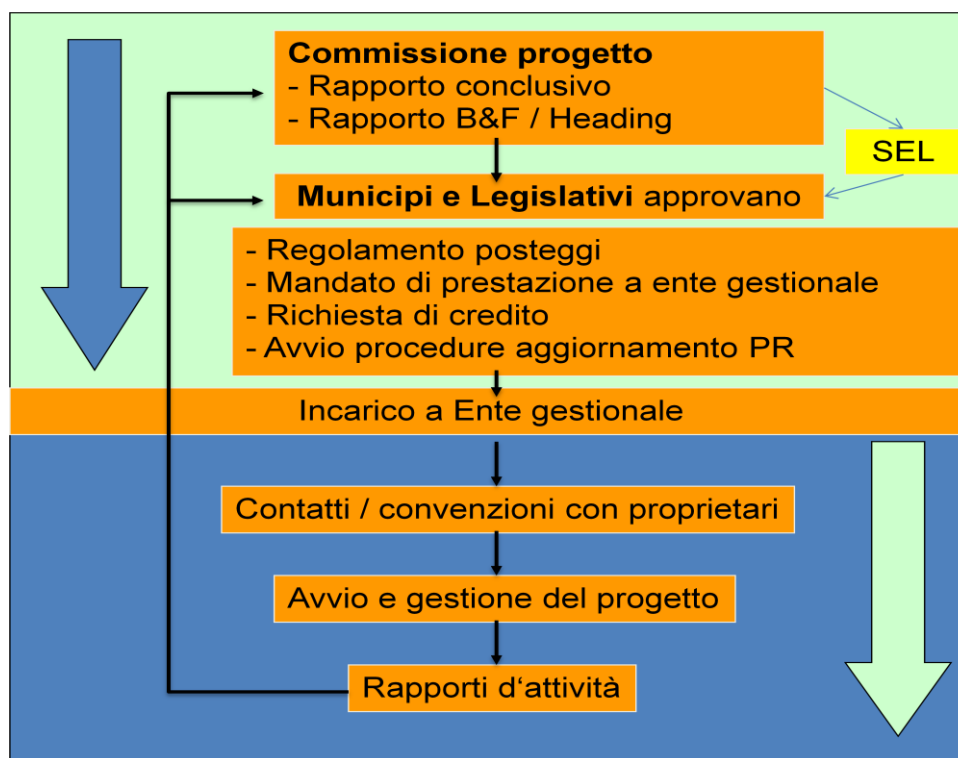 Commissione progetto
- Rapporto conclusivo
- Rapporto B&F / Heading
SEL
Municipi e Legislativi approvano
- Regolamento posteggi
- Mandato di prestazione a ente gestionale
- Richiesta di credito
- Avvio procedure aggiornamento PR
Incarico a Ente gestionale
Contatti / convenzioni con proprietari
Avvio e gestione del progetto
Rapporti d‘attività